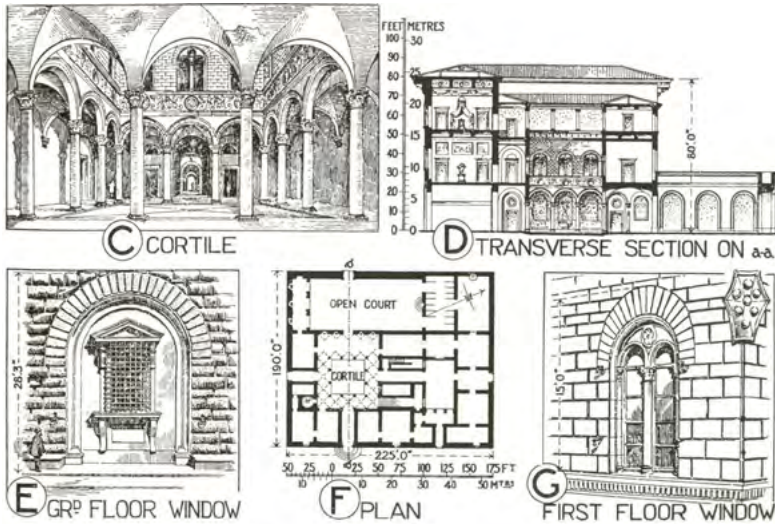 FEET METRES
100 30
90
80 25
70
60 20
50 15
40
30 10
20 5
10
0 0
80'.0"
C CORTILE
D TRANSVERSE SECTION ON a-a.
28'.3"
190'.0"
OPEN COURT
CORTILE
225'.0"
50 25 0 25 50 75 100 125 150 175 FT.
10 0 10 20 30 40 50 MTRS
15'.0"
E GRD FLOOR WINDOW
F PLAN
G FIRST FLOOR WINDOW